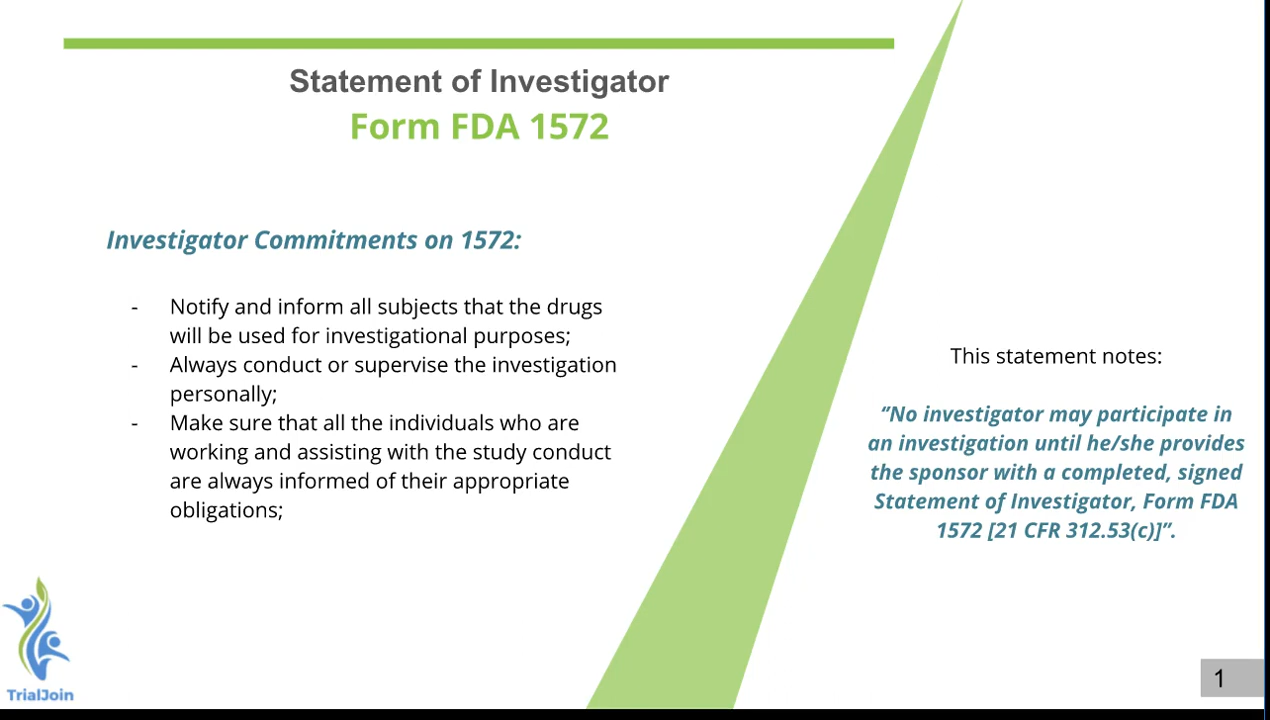 Statement of Investigator
Form FDA 1572
Investigator Commitments on 1572:
- Notify and inform all subjects that the drugs
will be used for investigational purposes;
- Always conduct or supervise the investigation
personally;
- Make sure that all the individuals who are
working and assisting with the study conduct
are always informed of their appropriate
obligations;
This statement notes:
“No investigator may participate in
an investigation until he/she provides
the sponsor with a completed, signed
Statement of Investigator, Form FDA
1572 [21 CFR 312.53(c)]”.
TrialJoin
1